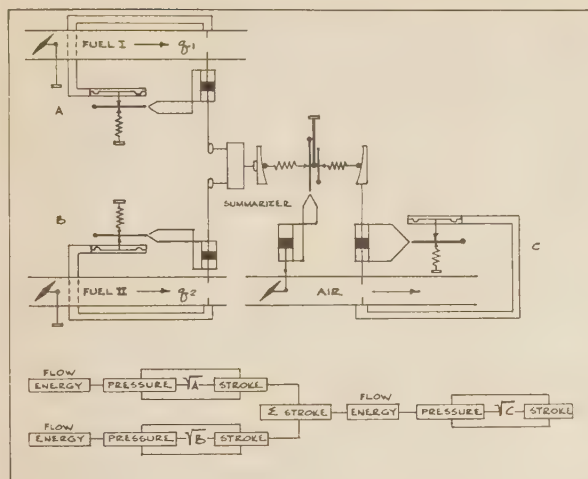 FUEL I → q1
A
B
SUMMARIZER
C
FUEL II → q2
AIR
FLOW
ENERGY PRESSURE √A STROKE
Σ STROKE
FLOW
ENERGY PRESSURE √C STROKE
FLOW
ENERGY PRESSURE √B STROKE